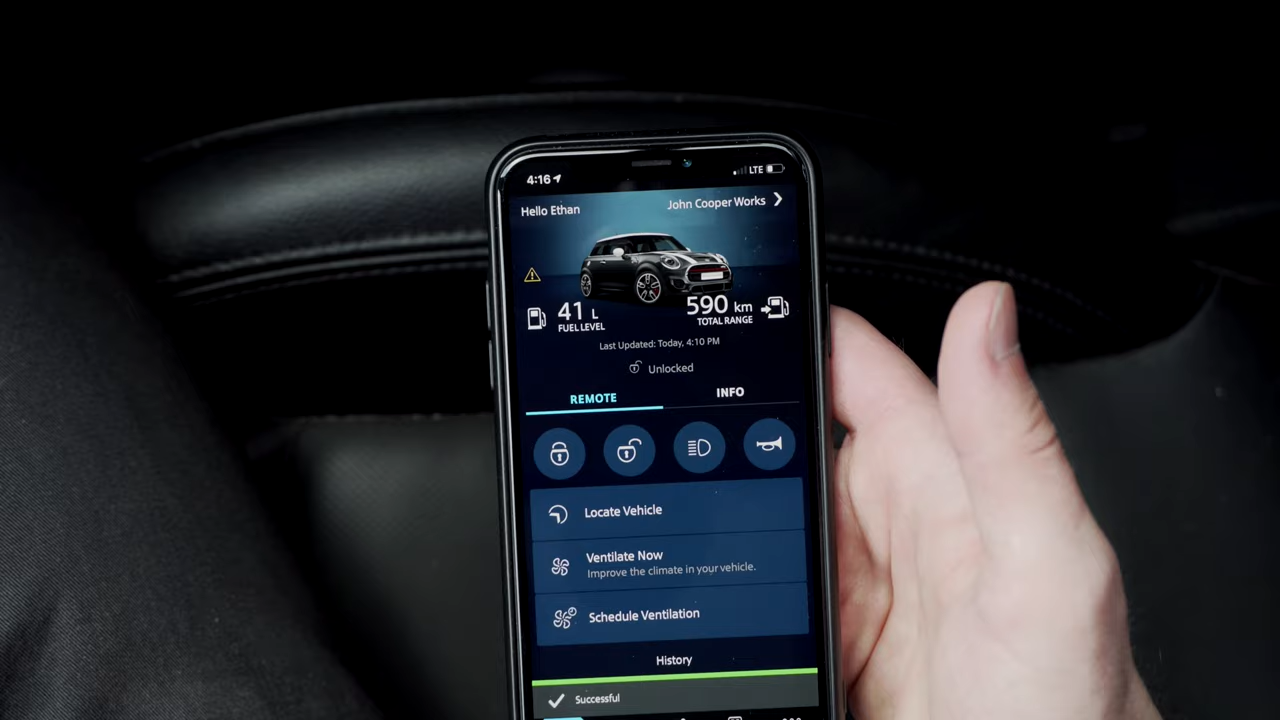 4:16 LTE
Hello Ethan
John Cooper Works
41 L
FUEL LEVEL
590 km
TOTAL RANGE
Last Updated: Today, 4:10 PM
Unlocked
REMOTE
INFO
Locate Vehicle
Ventilate Now
Improve the climate in your vehicle.
Schedule Ventilation
History
Successful